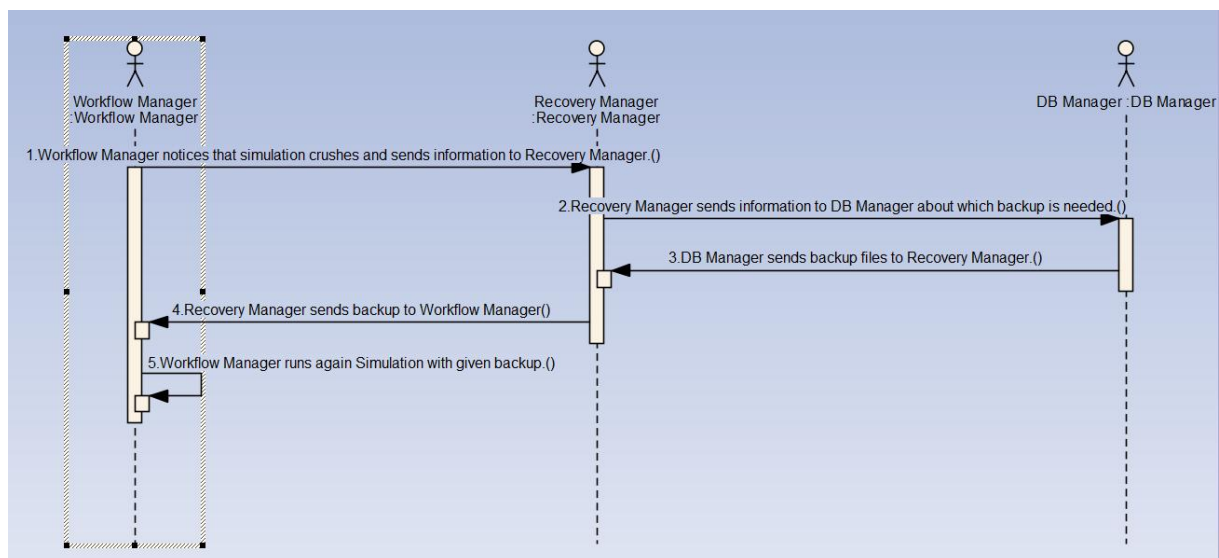 Workflow Manager
:Workflow Manager
Recovery Manager
:Recovery Manager
DB Manager :DB Manager
1.Workflow Manager notices that simulation crushes and sends information to Recovery Manager.()
2.Recovery Manager sends information to DB Manager about which backup is needed.()
3.DB Manager sends backup files to Recovery Manager.()
4.Recovery Manager sends backup to Workflow Manager()
5.Workflow Manager runs again Simulation with given backup.()